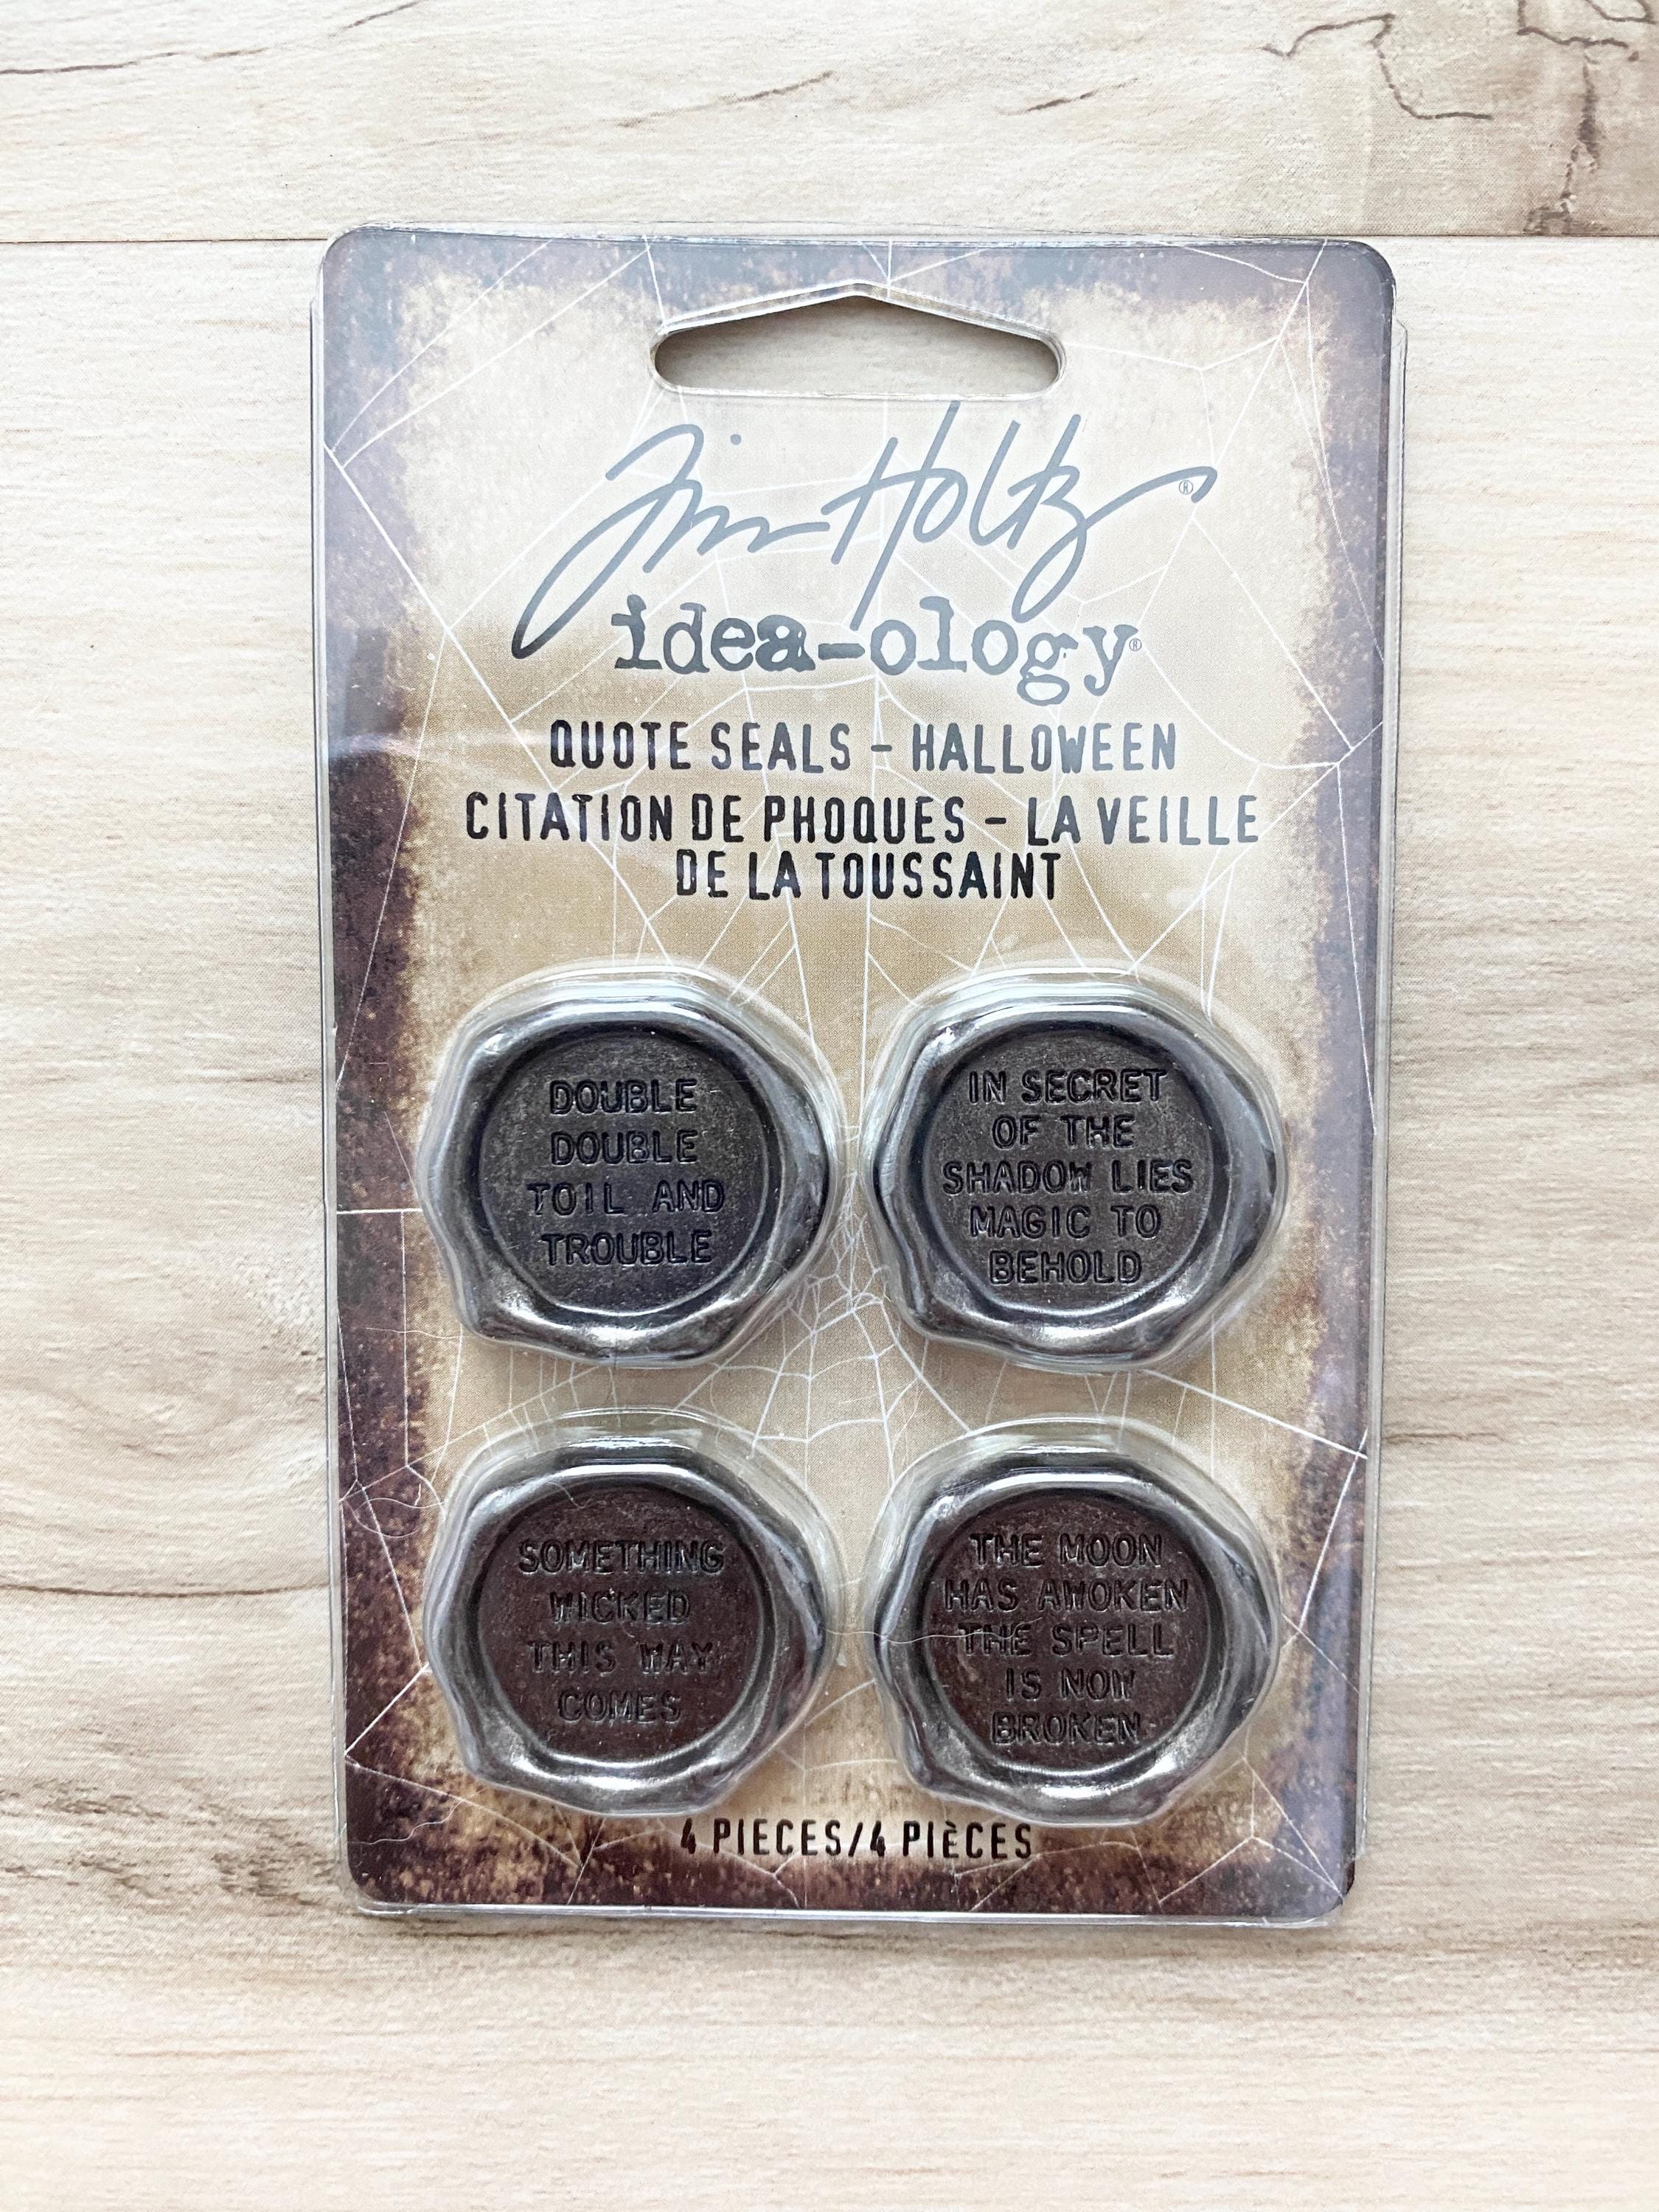 Tim Holtz®
idea-ology®
QUOTE SEALS - HALLOWEEN
CITATION DE PHOQUES - LA VEILLE
DE LA TOUSSAINT
DOUBLE
DOUBLE
TOIL AND
TROUBLE
IN SECRET
OF THE
SHADOW LIES
MAGIC TO
BEHOLD
SOMETHING
WICKED
THIS WAY
COMES
THE MOON
HAS AWOKEN
THE SPELL
IS NOW
BROKEN
4 PIECES/4 PIÈCES